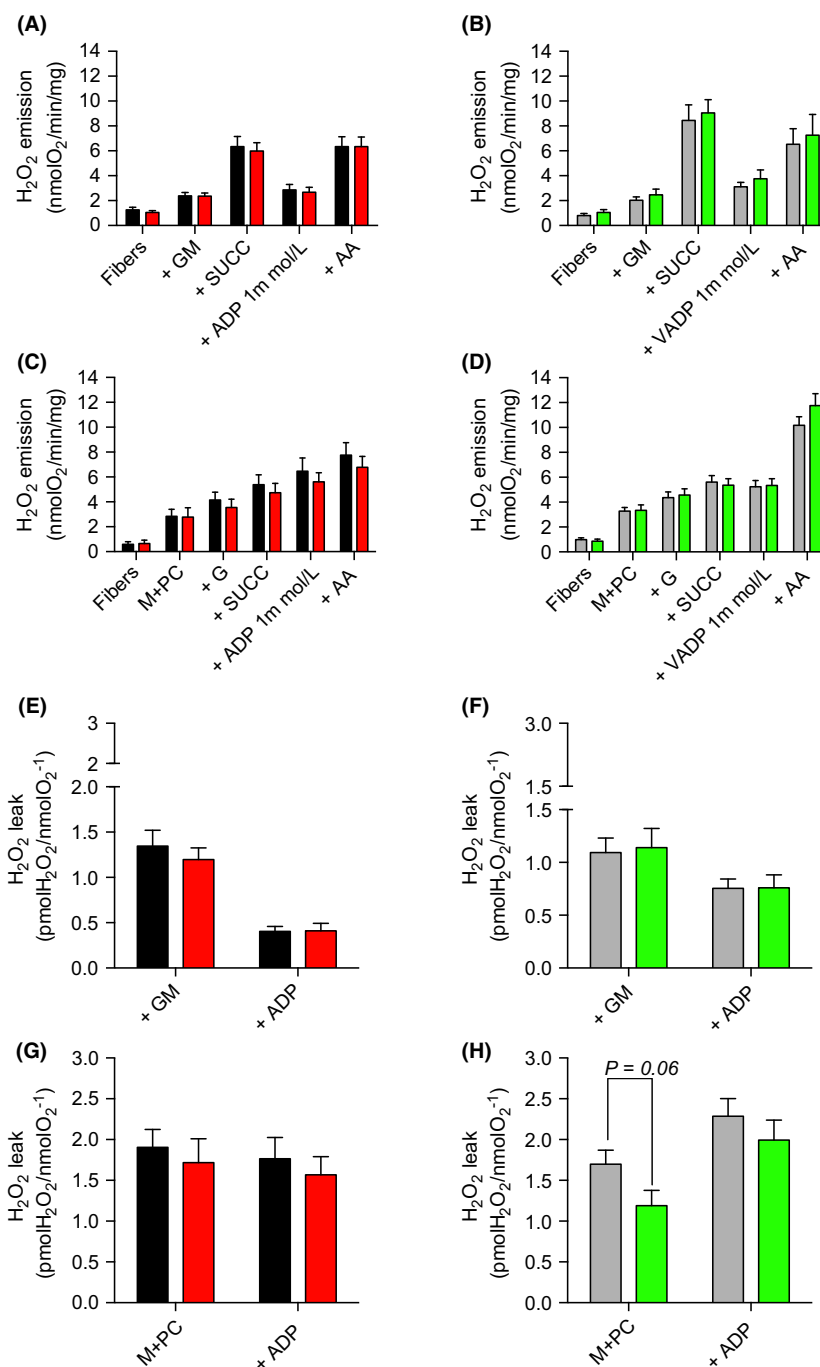 (A)
H2O2 emission
(nmolO2/min/mg)
14
12
10
8
6
4
2
0
Fibers
+ GM
+ SUCC
+ ADP 1m mol/L
+ AA
(B)
H2O2 emission
(nmolO2/min/mg)
14
12
10
8
6
4
2
0
Fibers
+ GM
+ SUCC
+ VADP 1m mol/L
+ AA
(C)
H2O2 emission
(nmolO2/min/mg)
14
12
10
8
6
4
2
0
Fibers
M+PC
+ G
+ SUCC
+ ADP 1m mol/L
+ AA
(D)
H2O2 emission
(nmolO2/min/mg)
14
12
10
8
6
4
2
0
Fibers
M+PC
+ G
+ SUCC
+ VADP 1m mol/L
+ AA
(E)
H2O2 leak
(pmolH2O2/nmolO2-1)
3
2
2.0
1.5
1.0
0.5
0.0
+ GM
+ ADP
(F)
H2O2 leak
(pmolH2O2/nmolO2-1)
3.0
1.5
1.5
1.0
0.5
0.0
+ GM
+ ADP
(G)
H2O2 leak
(pmolH2O2/nmolO2-1)
3.0
2.5
2.0
1.5
1.0
0.5
0.0
M+PC
+ ADP
(H)
H2O2 leak
(pmolH2O2/nmolO2-1)
3.0
2.5
2.0
1.5
1.0
0.5
0.0
P = 0.06
M+PC
+ ADP